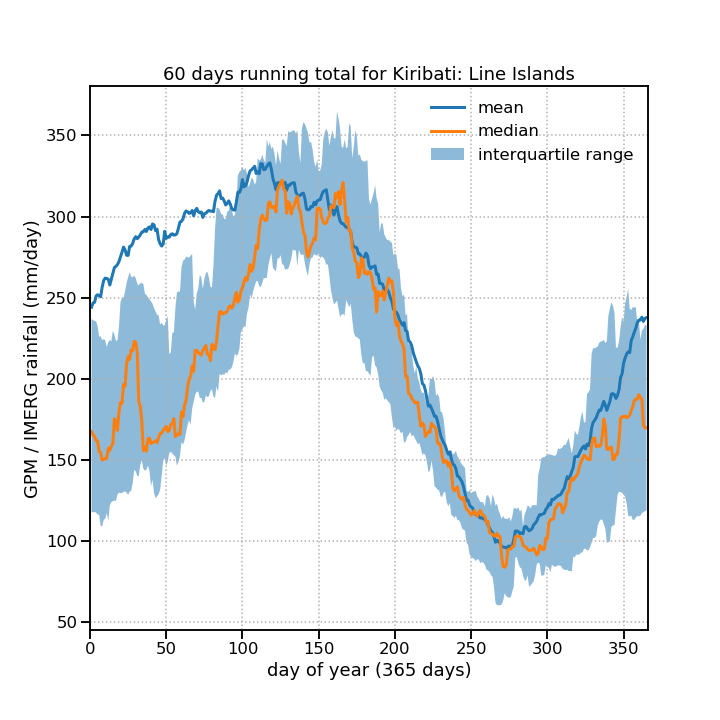 60 days running total for Kiribati: Line Islands
mean
median
interquartile range
GPM / IMERG rainfall (mm/day)
350
300
250
200
150
100
50
0 50 100 150 200 250 300 350
day of year (365 days)